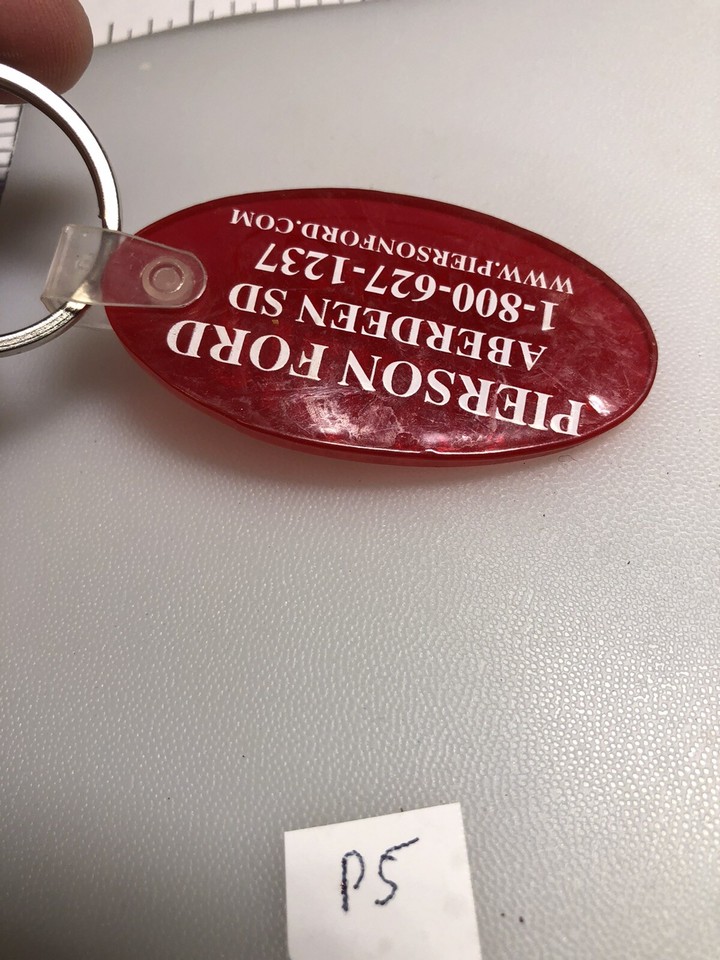 PIERSON FORD
ABERDEEN SD
1-800-627-1237
WWW.PIERSONFORD.COM
P5